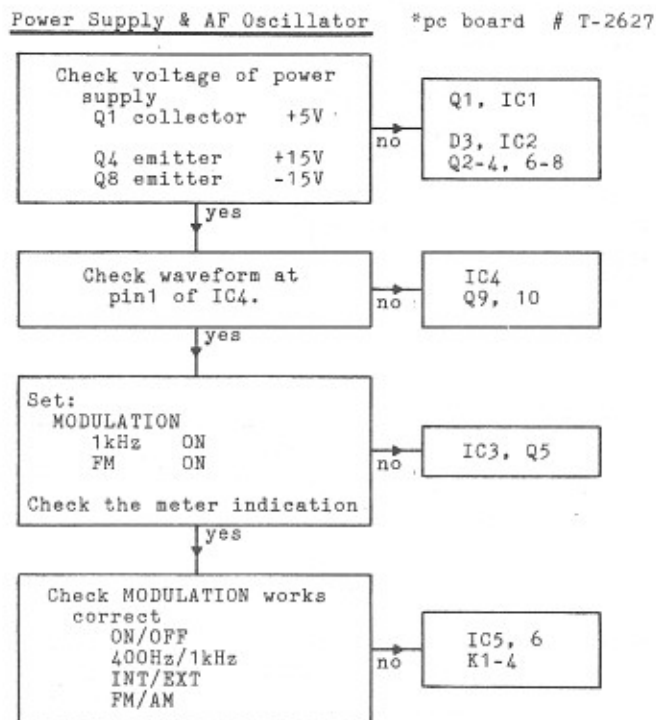 Power Supply & AF Oscillator *pc board # T-2627
Check voltage of power
supply
Q1 collector +5V
Q4 emitter +15V
Q8 emitter -15V
no
Q1, IC1
D3, IC2
Q2-4, 6-8
yes
Check waveform at
pin1 of IC4.
no
IC4
Q9, 10
yes
Set:
MODULATION
1kHz ON
FM ON
Check the meter indication
no
IC3, Q5
yes
Check MODULATION works
correct
ON/OFF
400Hz/1kHz
INT/EXT
FM/AM
no
IC5, 6
K1-4